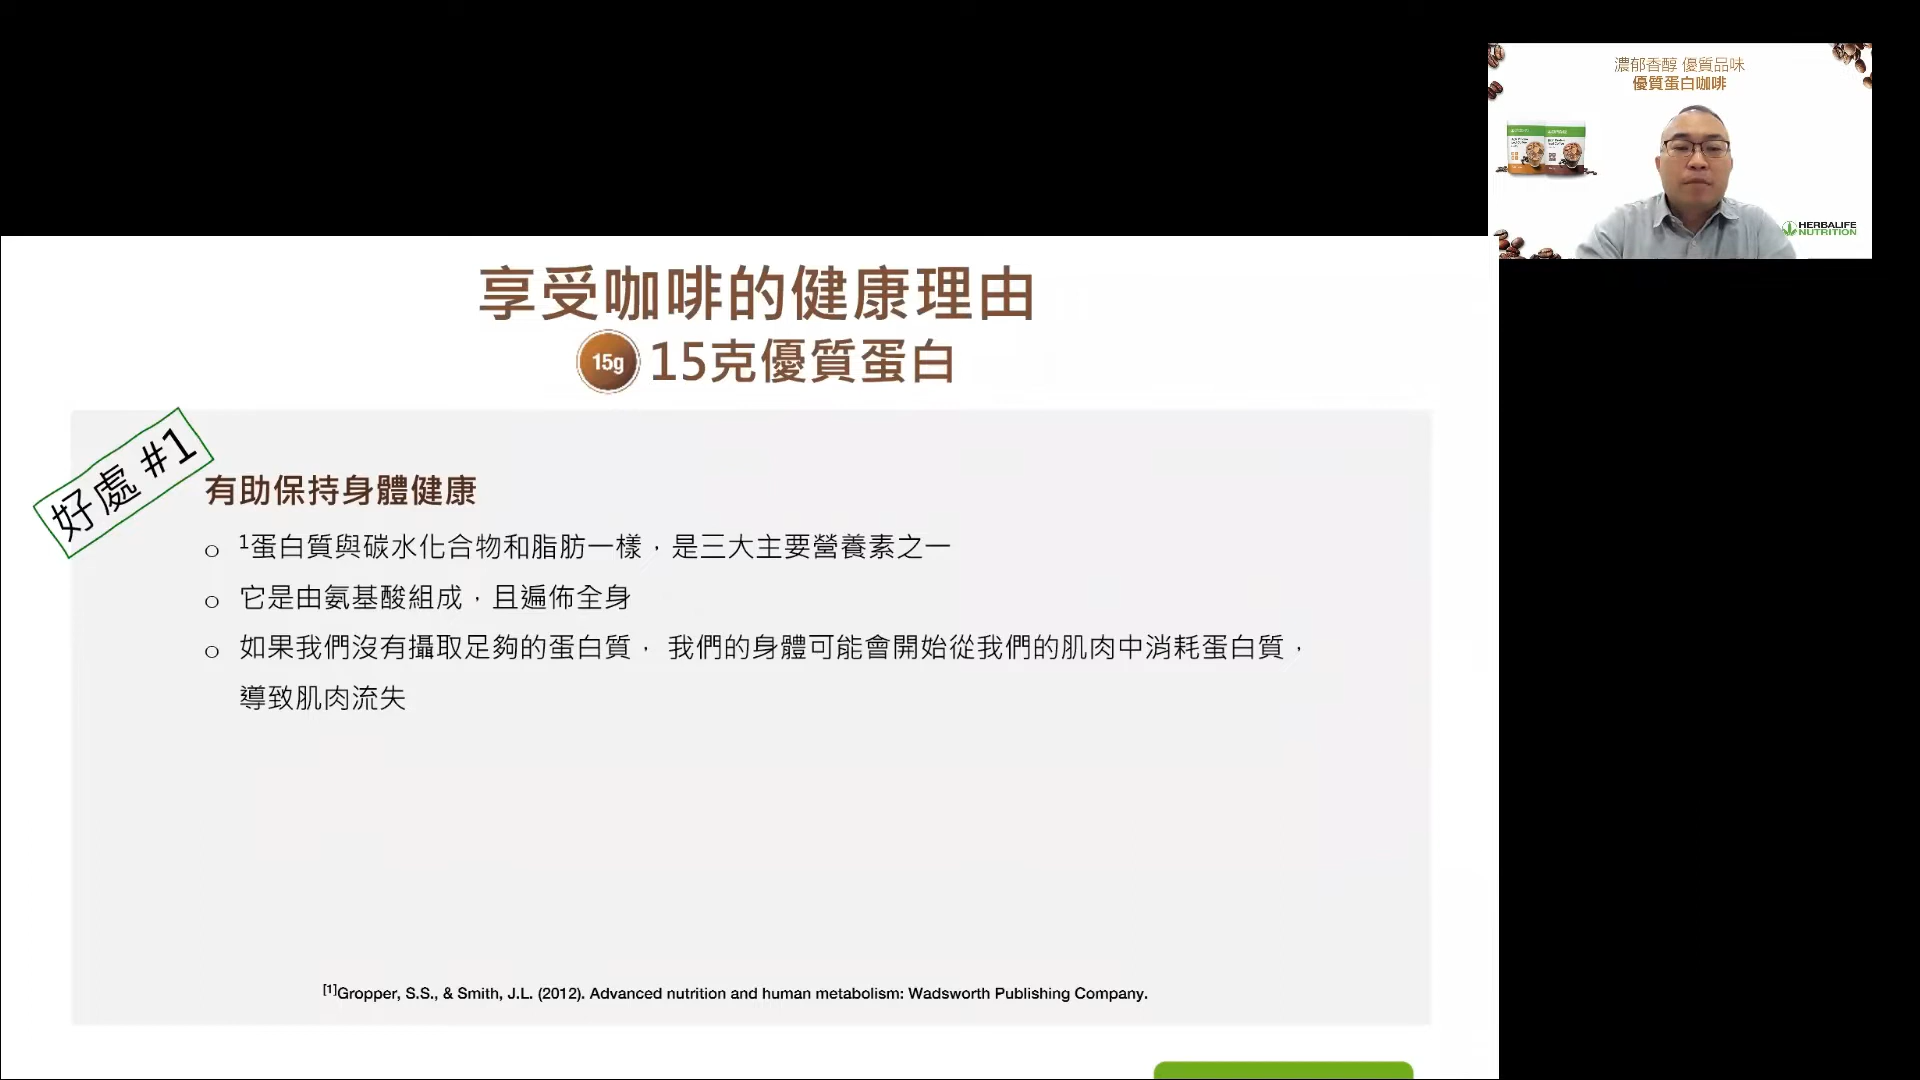 濃郁香醇 優質品味
優質蛋白咖啡
HERBALIFE
NUTRITION
享受咖啡的健康理由
15g 15克優質蛋白
好處 #1
有助保持身體健康
o ¹蛋白質與碳水化合物和脂肪一樣，是三大主要營養素之一
o 它是由氨基酸組成，且遍佈全身
o 如果我們沒有攝取足夠的蛋白質， 我們的身體可能會開始從我們的肌肉中消耗蛋白質，
導致肌肉流失
[1]Gropper, S.S., & Smith, J.L. (2012). Advanced nutrition and human metabolism: Wadsworth Publishing Company.